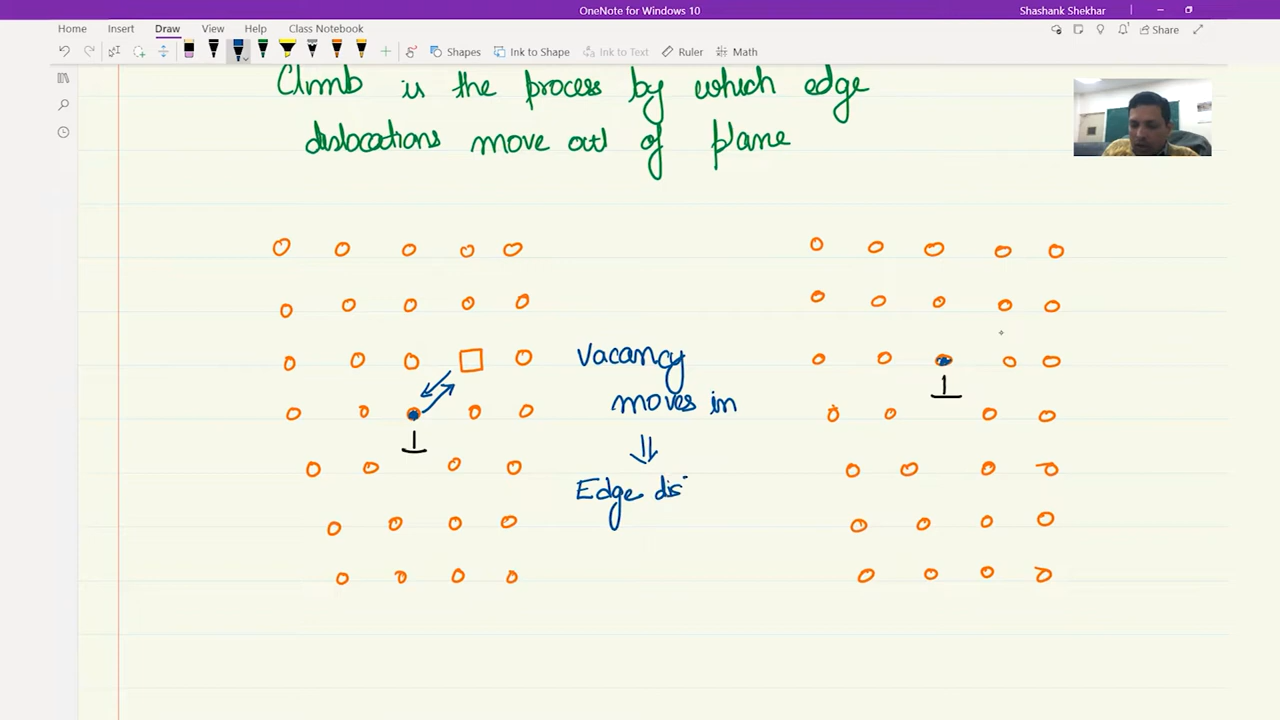 OneNote for Windows 10
Shashank Shekhar
Home Insert Draw View Help Class Notebook
Shapes Ink to Shape Ink to Text Ruler Math Share
Climb is the process by which edge
dislocations move out of plane
Vacancy
moves in
Edge dis